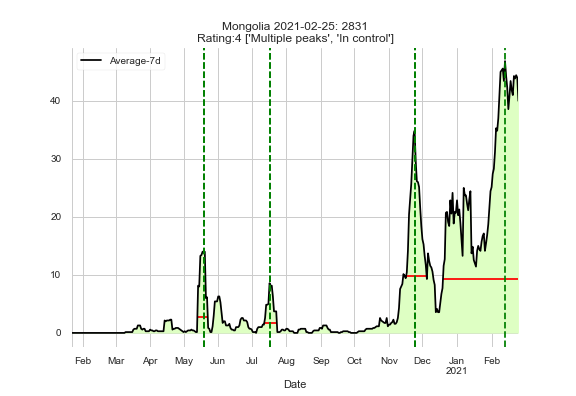 Mongolia 2021-02-25: 2831
Rating:4 ['Multiple peaks', 'In control']
Average-7d
40
30
20
10
0
Feb Mar Apr May Jun Jul Aug Sep Oct Nov Dec Jan Feb
2021
Date